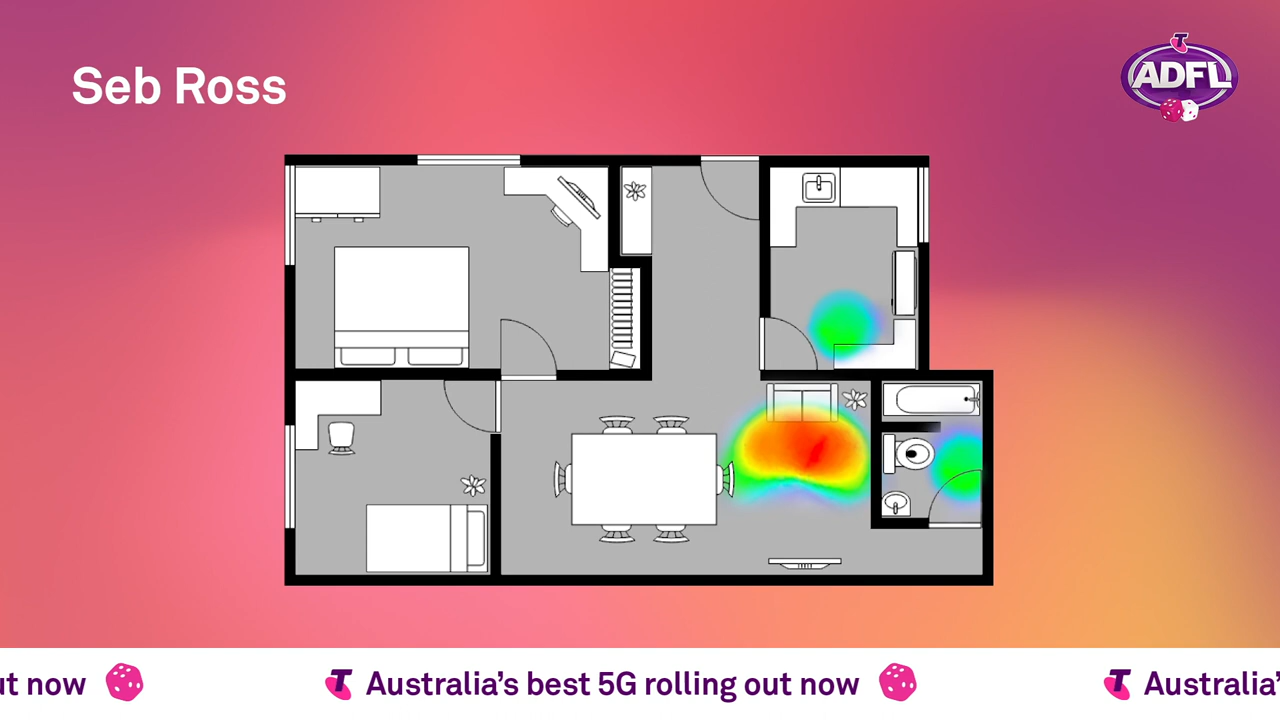 Seb Ross
T
ADFL
ut now
T Australia's best 5G rolling out now
T Australia'